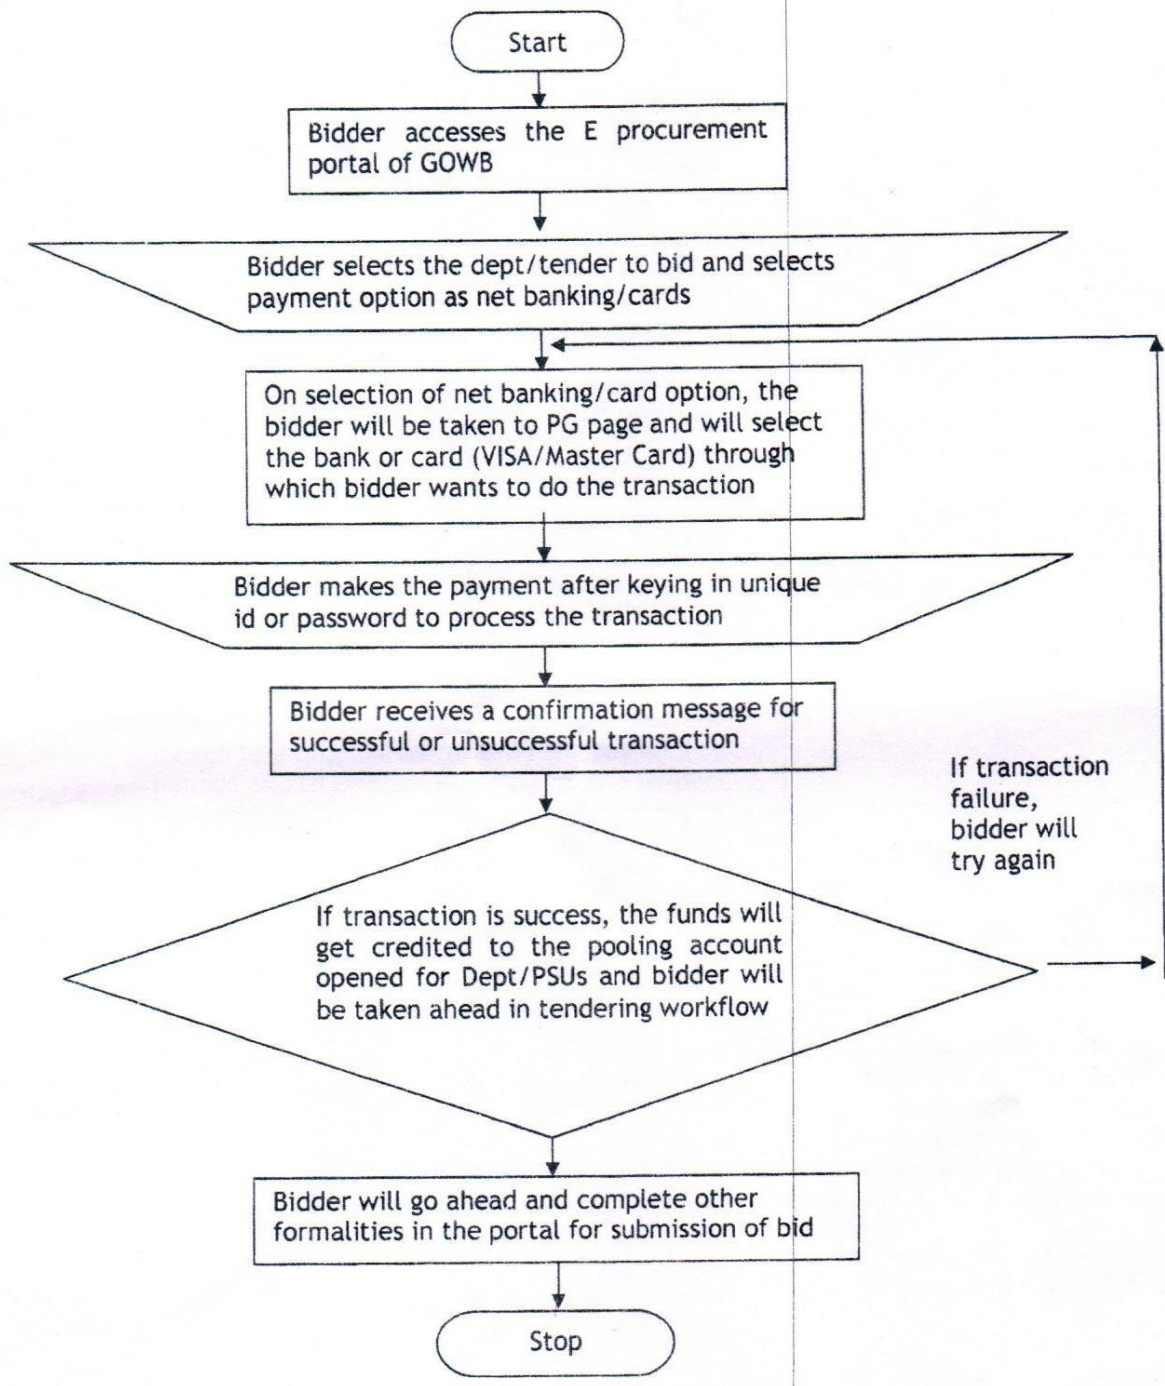 Start
Bidder accesses the E procurement
portal of GOWB
Bidder selects the dept/tender to bid and selects
payment option as net banking/cards
On selection of net banking/card option, the
bidder will be taken to PG page and will select
the bank or card (VISA/Master Card) through
which bidder wants to do the transaction
Bidder makes the payment after keying in unique
id or password to process the transaction
Bidder receives a confirmation message for
successful or unsuccessful transaction
If transaction
failure,
bidder will
try again
If transaction is success, the funds will
get credited to the pooling account
opened for Dept/PSUs and bidder will
be taken ahead in tendering workflow
Bidder will go ahead and complete other
formalities in the portal for submission of bid
Stop